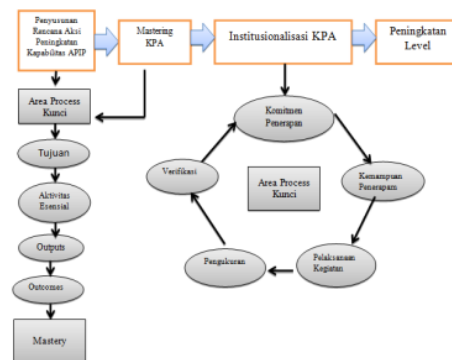 Penyusunan
Rencana Aksi
Peningkatan
Kapabilitas APIP
Mastering
KPA
Institusionalisasi KPA
Peningkatan
Level
Area Process
Kunci
Tujuan
Aktivitas
Esensial
Outputs
Outcomes
Mastery
Komitmen
Penerapan
Kemampuan
Penerapam
Pelaksanaan
Kegiatan
Pengukuran
Verifikasi
Area Process
Kunci